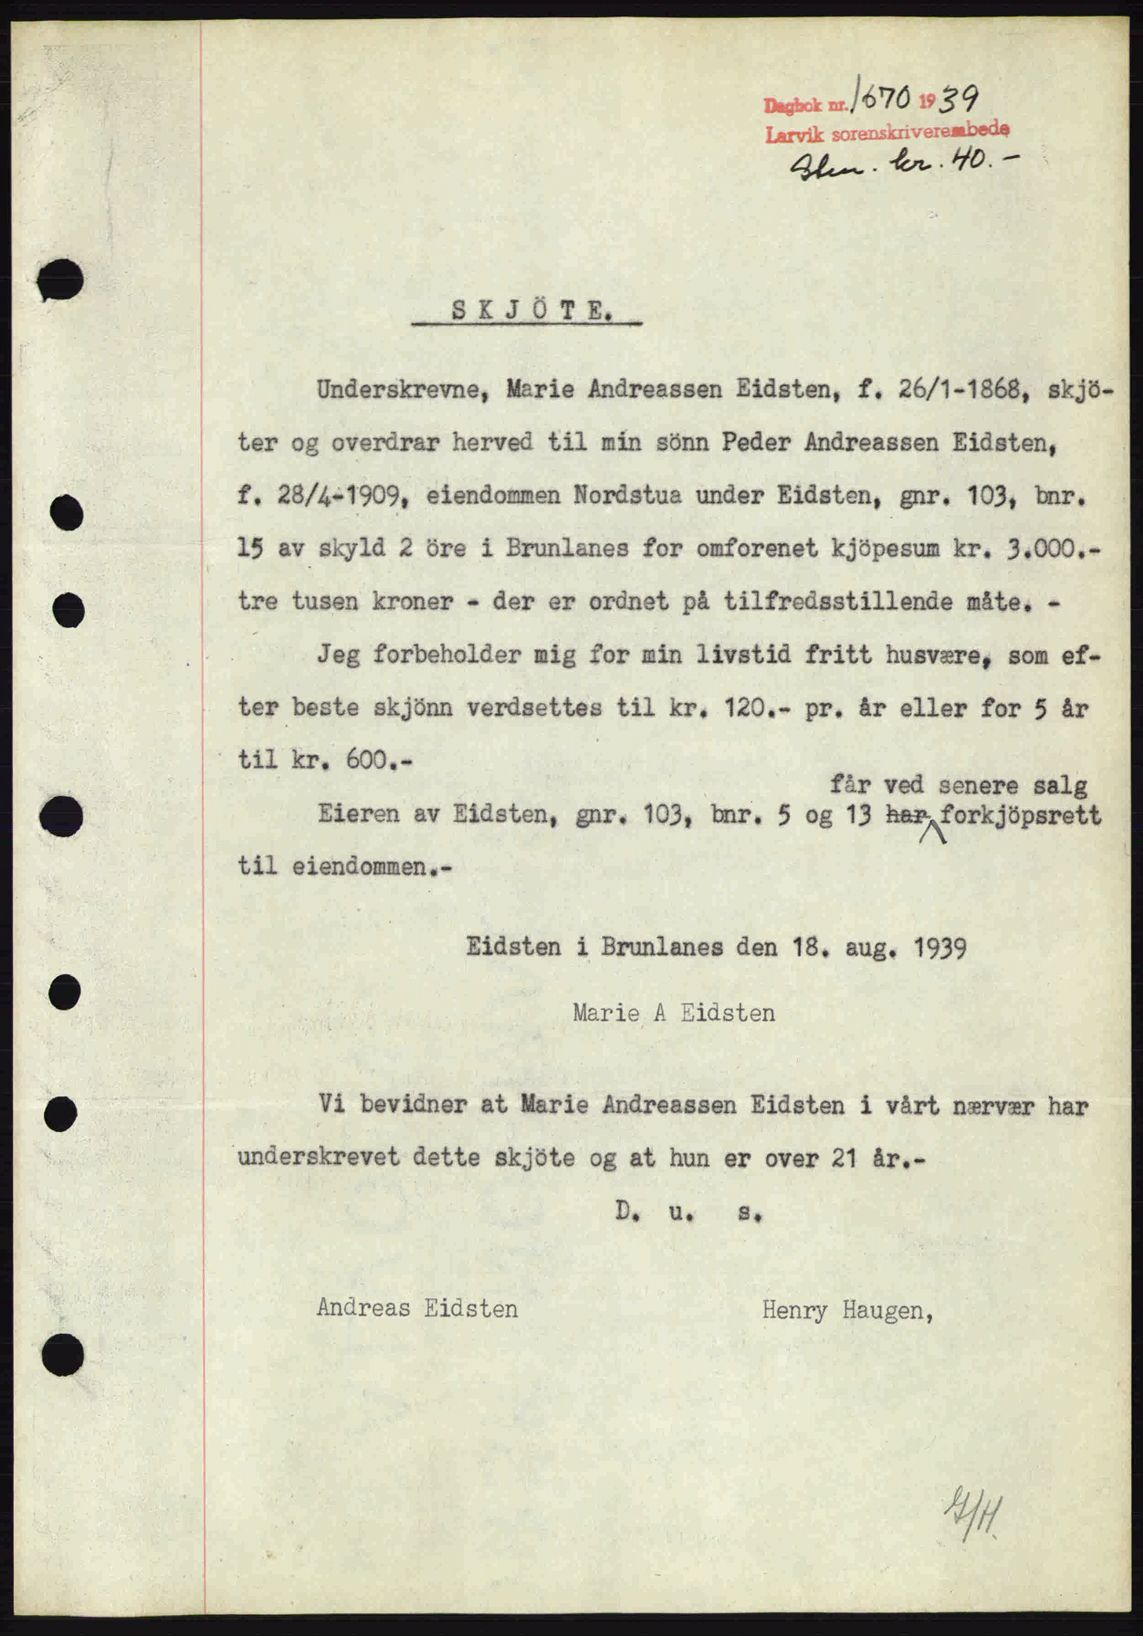 Dagbok nr. 1670 1939
Larvik sorenskriverembede
Stm. kr. 40.-
SKJÖTE.
Underskrevne, Marie Andreassen Eidsten, f. 26/1-1868, skjö-
ter og overdrar herved til min sönn Peder Andreassen Eidsten,
f. 28/4-1909, eiendommen Nordstua under Eidsten, gnr. 103, bnr.
15 av skyld 2 öre i Brunlanes for omforenet kjöpesum kr. 3.000.-
tre tusen kroner - der er ordnet på tilfredsstillende måte. -
Jeg forbeholder mig for min livstid fritt husvære, som ef-
ter beste skjönn verdsettes til kr. 120.- pr. år eller for 5 år
til kr. 600.-
får ved senere salg
Eieren av Eidsten, gnr. 103, bnr. 5 og 13 har forkjöpsrett
til eiendommen.-
Eidsten i Brunlanes den 18. aug. 1939
Marie A Eidsten
Vi bevidner at Marie Andreassen Eidsten i vårt nærvær har
underskrevet dette skjöte og at hun er over 21 år.-
D. u. s.
Andreas Eidsten Henry Haugen,